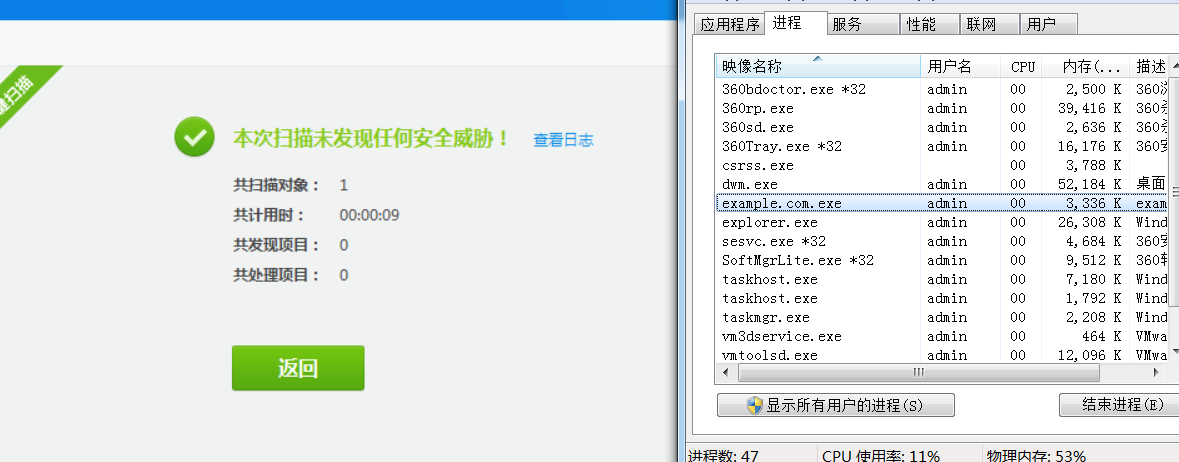 键扫描
本次扫描未发现任何安全威胁！ 查看日志
共扫描对象： 1
共计用时： 00:00:09
共发现项目： 0
共处理项目： 0
返回
应用程序 进程 服务 性能 联网 用户
映像名称 用户名 CPU 内存(... 描述
360bdoctor.exe *32 admin 00 2,500 K 360
360rp.exe admin 00 39,416 K 360
360sd.exe admin 00 2,636 K 360
360Tray.exe *32 admin 00 16,176 K 360
csrss.exe 00 3,788 K
dwm.exe admin 00 52,184 K 桌面
example.com.exe admin 00 3,336 K exam
explorer.exe admin 00 26,308 K Wind
sesvc.exe *32 admin 00 4,684 K 360
SoftMgrLite.exe *32 admin 00 9,512 K 360
taskhost.exe admin 00 7,180 K Wind
taskhost.exe admin 00 1,792 K Wind
taskmgr.exe admin 00 2,208 K Wind
vm3dservice.exe admin 00 464 K VMwa
vmtoolsd.exe admin 00 12,096 K VMwa
显示所有用户的进程(S) 结束进程(E)
进程数: 47 CPU 使用率: 11% 物理内存: 53%